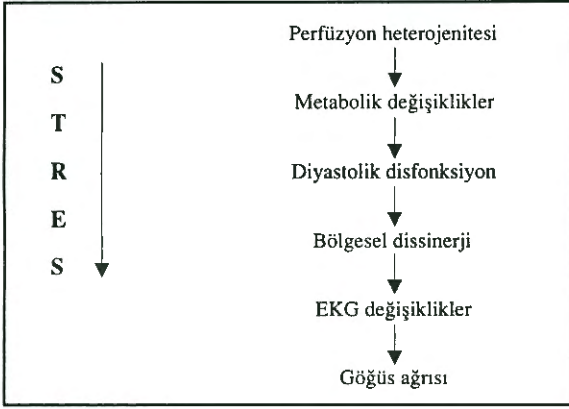 S
T
R
E
S
Perfüzyon heterojenitesi
Metabolik değişiklikler
Diyastolik disfonksiyon
Bölgesel dissinerji
EKG değişiklikler
Göğüs ağrısı